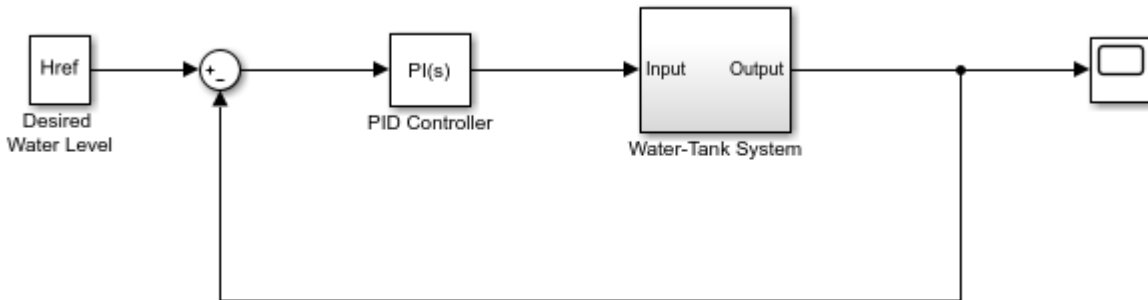 Href
Desired
Water Level
+
-
PI(s)
PID Controller
Input
Output
Water-Tank System